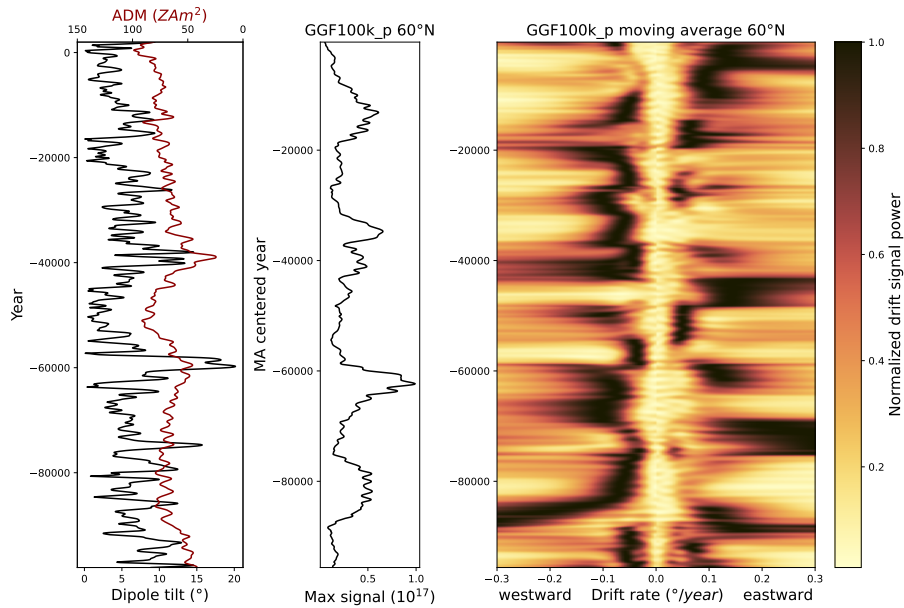 ADM (ZAm²)
150 100 50 0
GGF100k_p 60°N
GGF100k_p moving average 60°N
0
−20000
−40000
−60000
−80000
Year
0 5 10 15 20
Dipole tilt (°)
−20000
−40000
−60000
−80000
MA centered year
0.5 1.0
Max signal (10¹⁷)
−20000
−40000
−60000
−80000
−0.3 −0.2 −0.1 0.0 0.1 0.2 0.3
westward Drift rate (°/year) eastward
1.0
0.8
0.6
0.4
0.2
Normalized drift signal power